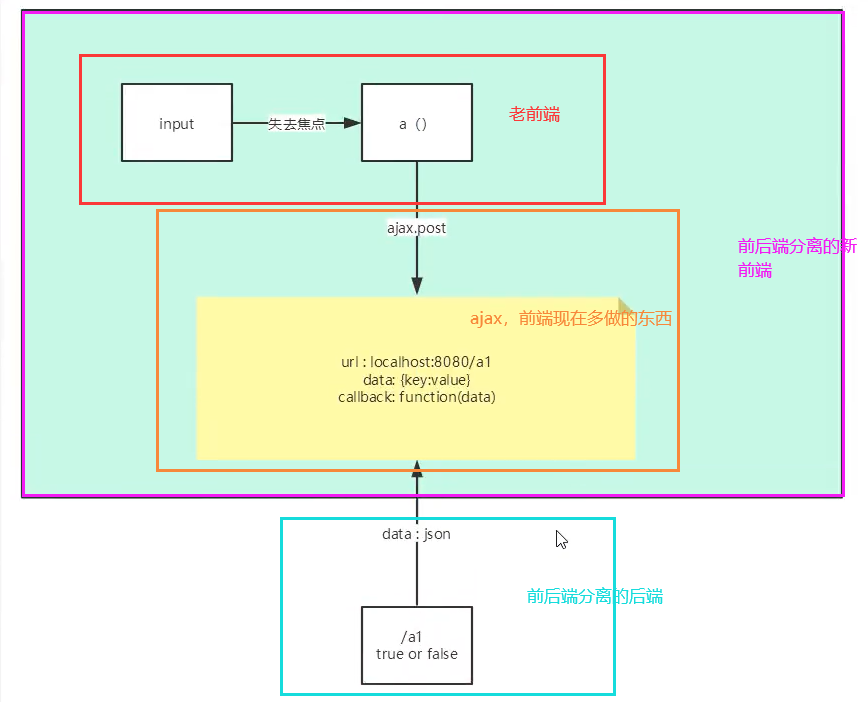 input
失去焦点
a（）
老前端
ajax.post
前后端分离的新
前端
ajax，前端现在多做的东西
url : localhost:8080/a1
data: {key:value}
callback: function(data)
data : json
前后端分离的后端
/a1
true or false